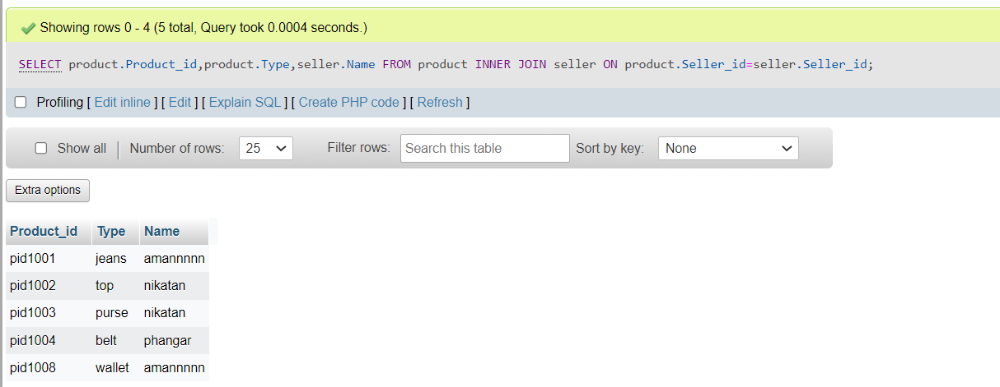 Showing rows 0 - 4 (5 total, Query took 0.0004 seconds.)
SELECT product.Product_id,product.Type,seller.Name FROM product INNER JOIN seller ON product.Seller_id=seller.Seller_id;
Profiling [ Edit inline ] [ Edit ] [ Explain SQL ] [ Create PHP code ] [ Refresh ]
Show all | Number of rows: 25 Filter rows: Search this table Sort by key: None
Extra options
Product_id Type Name
pid1001 jeans amannnnn
pid1002 top nikatan
pid1003 purse nikatan
pid1004 belt phangar
pid1008 wallet amannnnn